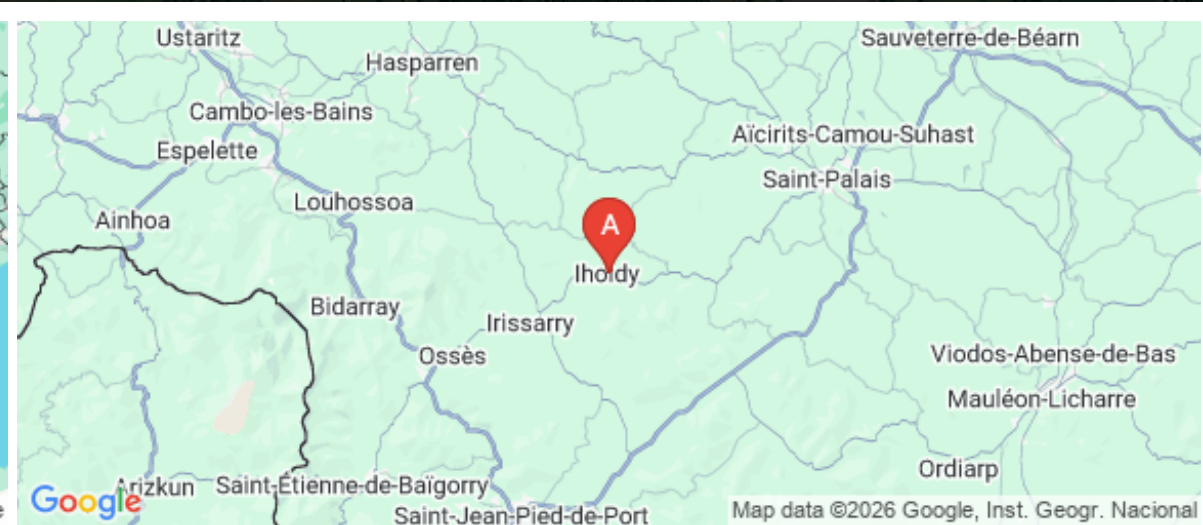 Ustaritz
Sauveterre-de-Béarn
Hasparren
Cambo-les-Bains
Aïcirits-Camou-Suhast
Espelette
Saint-Palais
Louhossoa
Ainhoa
A
Iholdy
Bidarray
Irissarry
Ossès
Viodos-Abense-de-Bas
Mauléon-Licharre
Ordiarp
Arizkun
Saint-Étienne-de-Baïgorry
Google
Saint-Jean-Pied-de-Port
Map data ©2026 Google, Inst. Geogr. Nacional